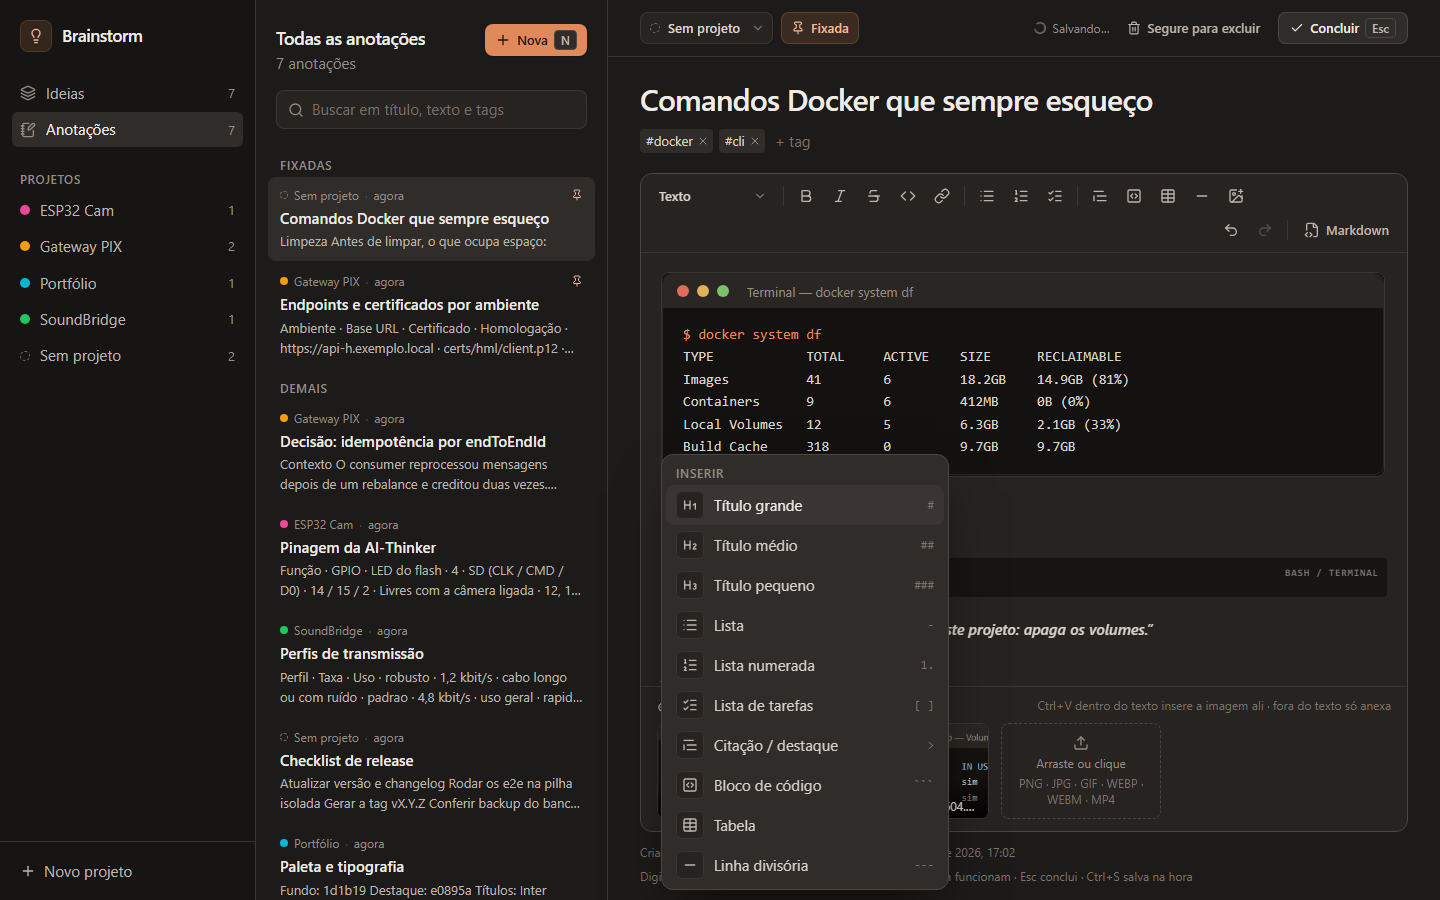 Brainstorm
Ideias 7
Anotações 7
PROJETOS
ESP32 Cam 1
Gateway PIX 2
Portfólio 1
SoundBridge 1
Sem projeto 2
Novo projeto
Todas as anotações
7 anotações
Nova N
Buscar em título, texto e tags
FIXADAS
Sem projeto · agora
Comandos Docker que sempre esqueço
Limpeza Antes de limpar, o que ocupa espaço:
Gateway PIX · agora
Endpoints e certificados por ambiente
Ambiente · Base URL · Certificado · Homologação ·
https://api-h.exemplo.local · certs/hml/client.p12 ·...
DEMAIS
Gateway PIX · agora
Decisão: idempotência por endToEndId
Contexto O consumer reprocessou mensagens
depois de um rebalance e creditou duas vezes....
ESP32 Cam · agora
Pinagem da AI-Thinker
Função · GPIO · LED do flash · 4 · SD (CLK / CMD /
D0) · 14 / 15 / 2 · Livres com a câmera ligada · 12, 1...
SoundBridge · agora
Perfis de transmissão
Perfil · Taxa · Uso · robusto · 1,2 kbit/s · cabo longo
ou com ruído · padrao · 4,8 kbit/s · uso geral · rapid...
Sem projeto · agora
Checklist de release
Atualizar versão e changelog Rodar os e2e na pilha
isolada Gerar a tag vX.Y.Z Conferir backup do banc...
Portfólio · agora
Paleta e tipografia
Fundo: 1d1b19 Destaque: e0895a Títulos: Inter
Sem projeto
Fixada
Salvando...
Segure para excluir
Concluir Esc
Comandos Docker que sempre esqueço
#docker × #cli × + tag
Texto
Markdown
Terminal — docker system df
$ docker system df
TYPE TOTAL ACTIVE SIZE RECLAIMABLE
Images 41 6 18.2GB 14.9GB (81%)
Containers 9 6 412MB 0B (0%)
Local Volumes 12 5 6.3GB 2.1GB (33%)
Build Cache 318 0 9.7GB 9.7GB
INSERIR
H1 Título grande #
H2 Título médio ##
H3 Título pequeno ###
Lista -
Lista numerada 1.
Lista de tarefas [ ]
Citação / destaque
Bloco de código ```
Tabela
Linha divisória ---
BASH / TERMINAL
ste projeto: apaga os volumes.”
Ctrl+V dentro do texto insere a imagem ali · fora do texto só anexa
— Volun
IN US
sim
sim
604....
Arraste ou clique
PNG · JPG · GIF · WEBP ·
WEBM · MP4
Cria
e 2026, 17:02
Digi
funcionam · Esc conclui · Ctrl+S salva na hora